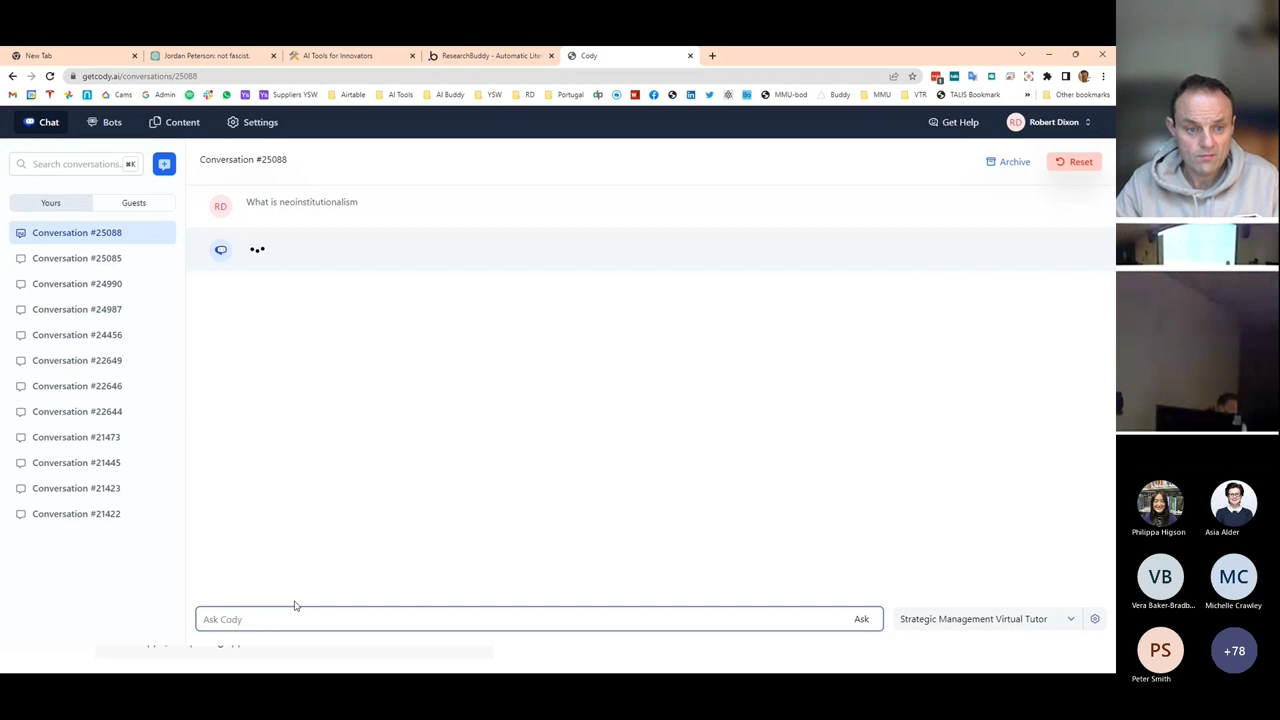 New Tab
Jordan Peterson: not fascist.
AI Tools for Innovators
ResearchBuddy - Automatic Lite
Cody
getcody.ai/conversations/25088
Cams
Admin
Suppliers YSW
Airtable
AI Tools
AI Buddy
YSW
RD
Portugal
MMU-bod
Buddy
MMU
VTR
TALIS Bookmark
»
Other bookmarks
Chat
Bots
Content
Settings
Get Help
RD
Robert Dixon
Search conversations..
⌘K
Conversation #25088
Archive
Reset
Yours
Guests
RD
What is neoinstitutionalism
Conversation #25088
Conversation #25085
Conversation #24990
Conversation #24987
Conversation #24456
Conversation #22649
Conversation #22646
Conversation #22644
Conversation #21473
Conversation #21445
Conversation #21423
Conversation #21422
Ask Cody
Ask
Strategic Management Virtual Tutor
Philippa Higson
Asia Alder
VB
MC
Vera Baker-Bradb...
Michelle Crawley
PS
+78
Peter Smith